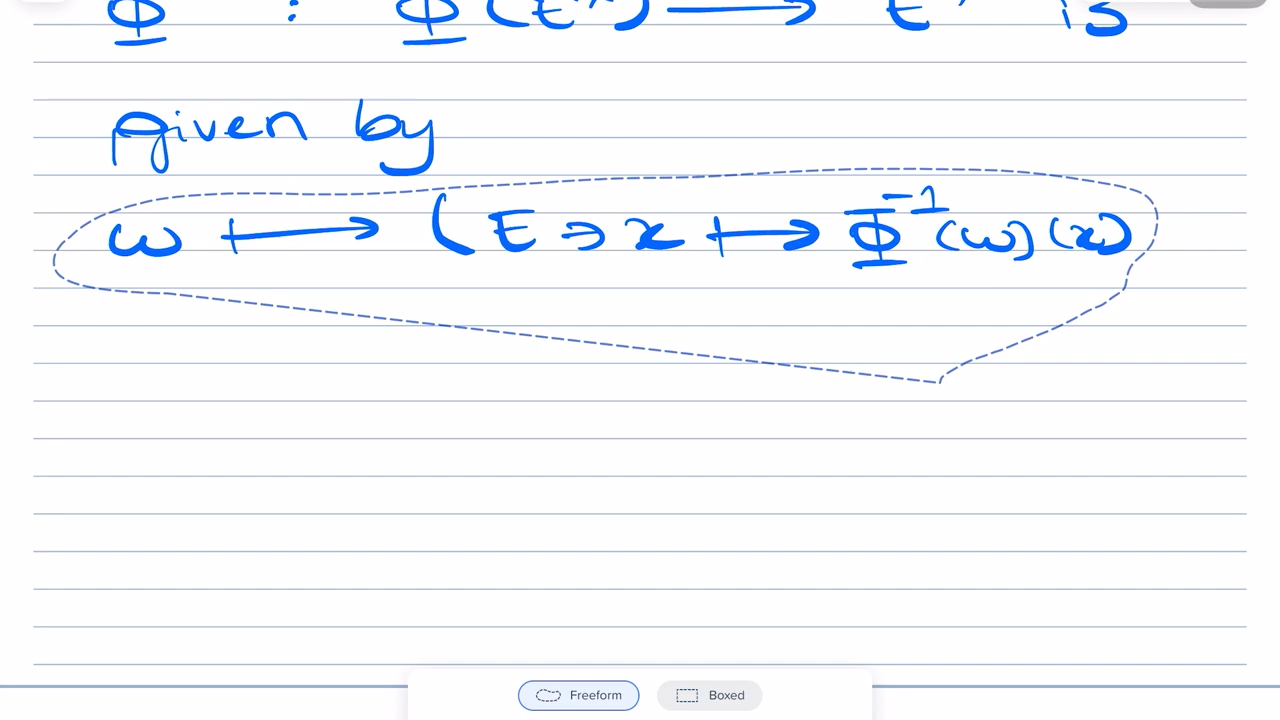 Φ : Φ(E*) ⟶ E* is
given by
ω ⟼ (E ∋ x ⟼ Φ⁻¹(ω)(x)
Freeform Boxed